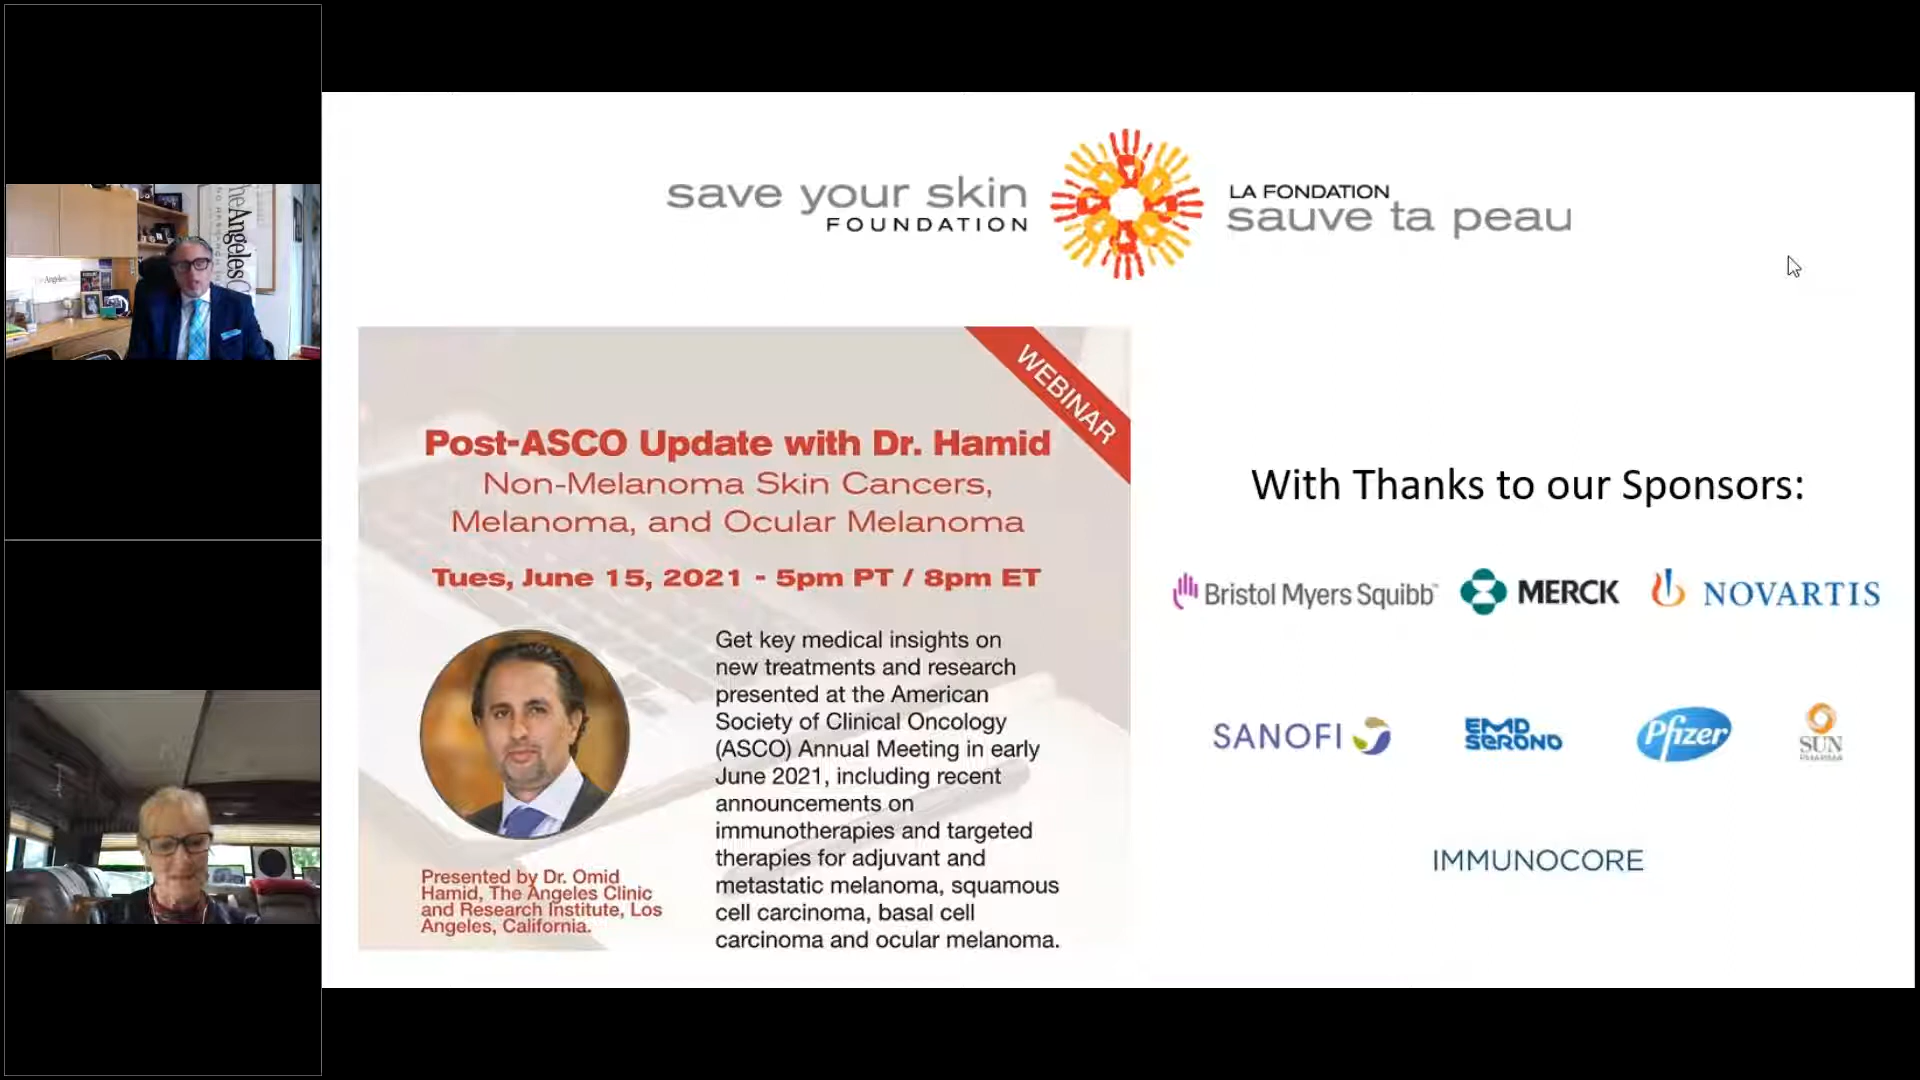 save your skin
FOUNDATION
LA FONDATION
sauve ta peau
WEBINAR
Post-ASCO Update with Dr. Hamid
Non-Melanoma Skin Cancers,
Melanoma, and Ocular Melanoma
Tues, June 15, 2021 - 5pm PT / 8pm ET
Get key medical insights on
new treatments and research
presented at the American
Society of Clinical Oncology
(ASCO) Annual Meeting in early
June 2021, including recent
announcements on
immunotherapies and targeted
therapies for adjuvant and
metastatic melanoma, squamous
cell carcinoma, basal cell
carcinoma and ocular melanoma.
Presented by Dr. Omid
Hamid, The Angeles Clinic
and Research Institute, Los
Angeles, California.
With Thanks to our Sponsors:
Bristol Myers Squibb™
MERCK
NOVARTIS
SANOFI
EMD
SERONO
Pfizer
SUN
PHARMA
IMMUNOCORE
heAngelesC
Angeles